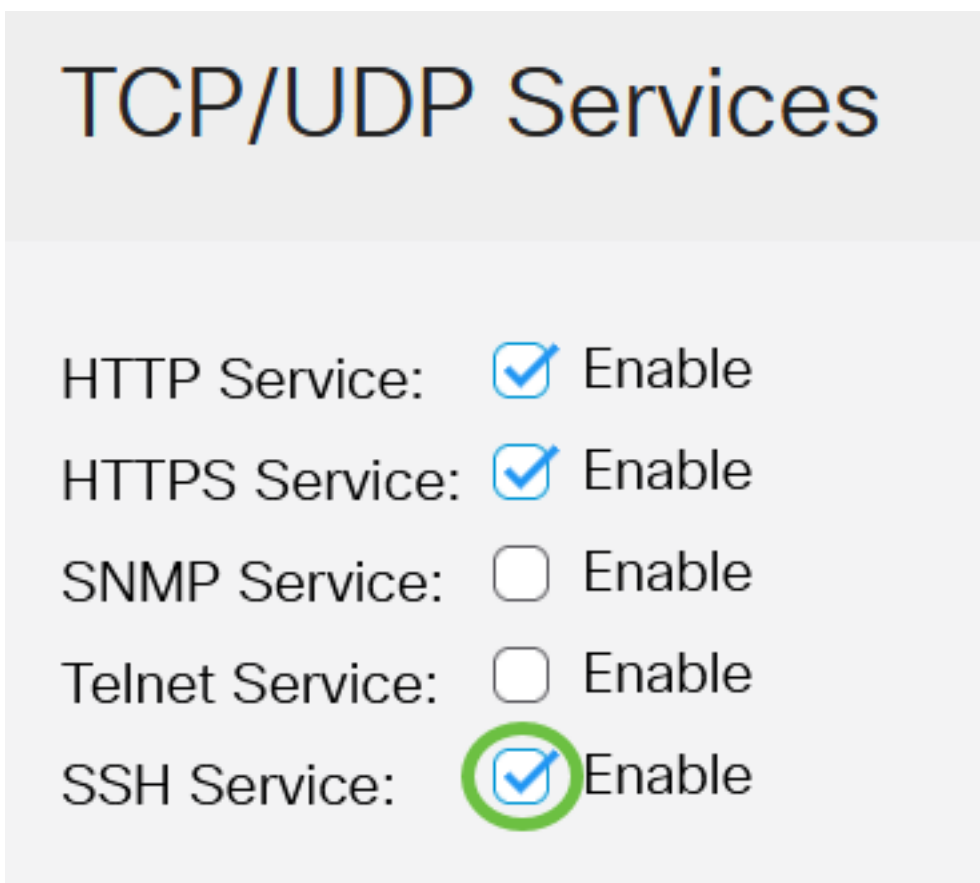 TCP/UDP Services
HTTP Service: Enable
HTTPS Service: Enable
SNMP Service: Enable
Telnet Service: Enable
SSH Service: Enable